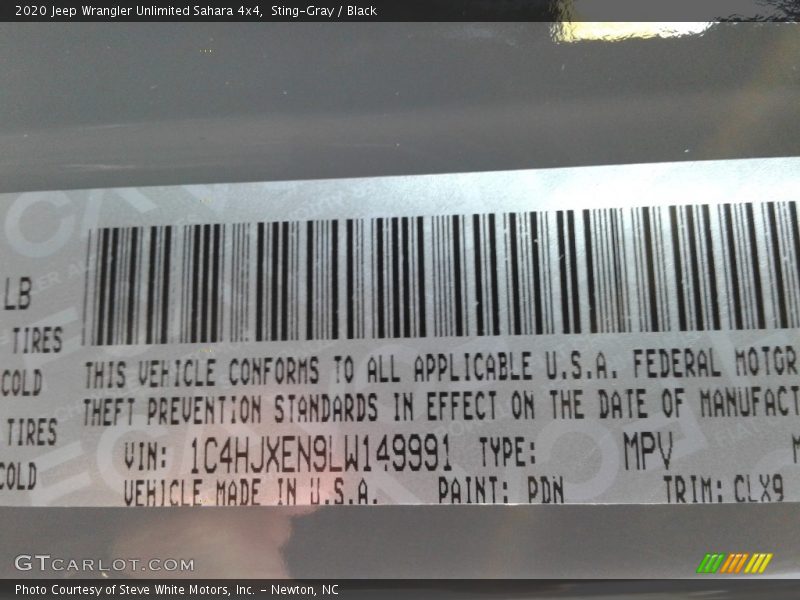 2020 Jeep Wrangler Unlimited Sahara 4x4, Sting-Gray / Black
LB
TIRES
COLD
TIRES
COLD
THIS VEHICLE CONFORMS TO ALL APPLICABLE U.S.A. FEDERAL MOTOR
THEFT PREVENTION STANDARDS IN EFFECT ON THE DATE OF MANUFACT
VIN: 1C4HJXEN9LW149991 TYPE: MPV
VEHICLE MADE IN U.S.A. PAINT: PDN TRIM: CLX9
GTCARLOT.COM
Photo Courtesy of Steve White Motors, Inc. - Newton, NC